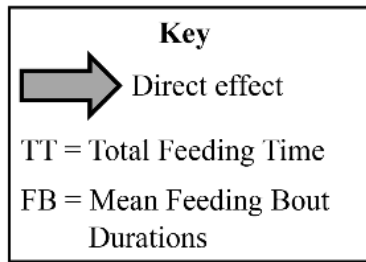 Key
Direct effect
TT = Total Feeding Time
FB = Mean Feeding Bout
Durations